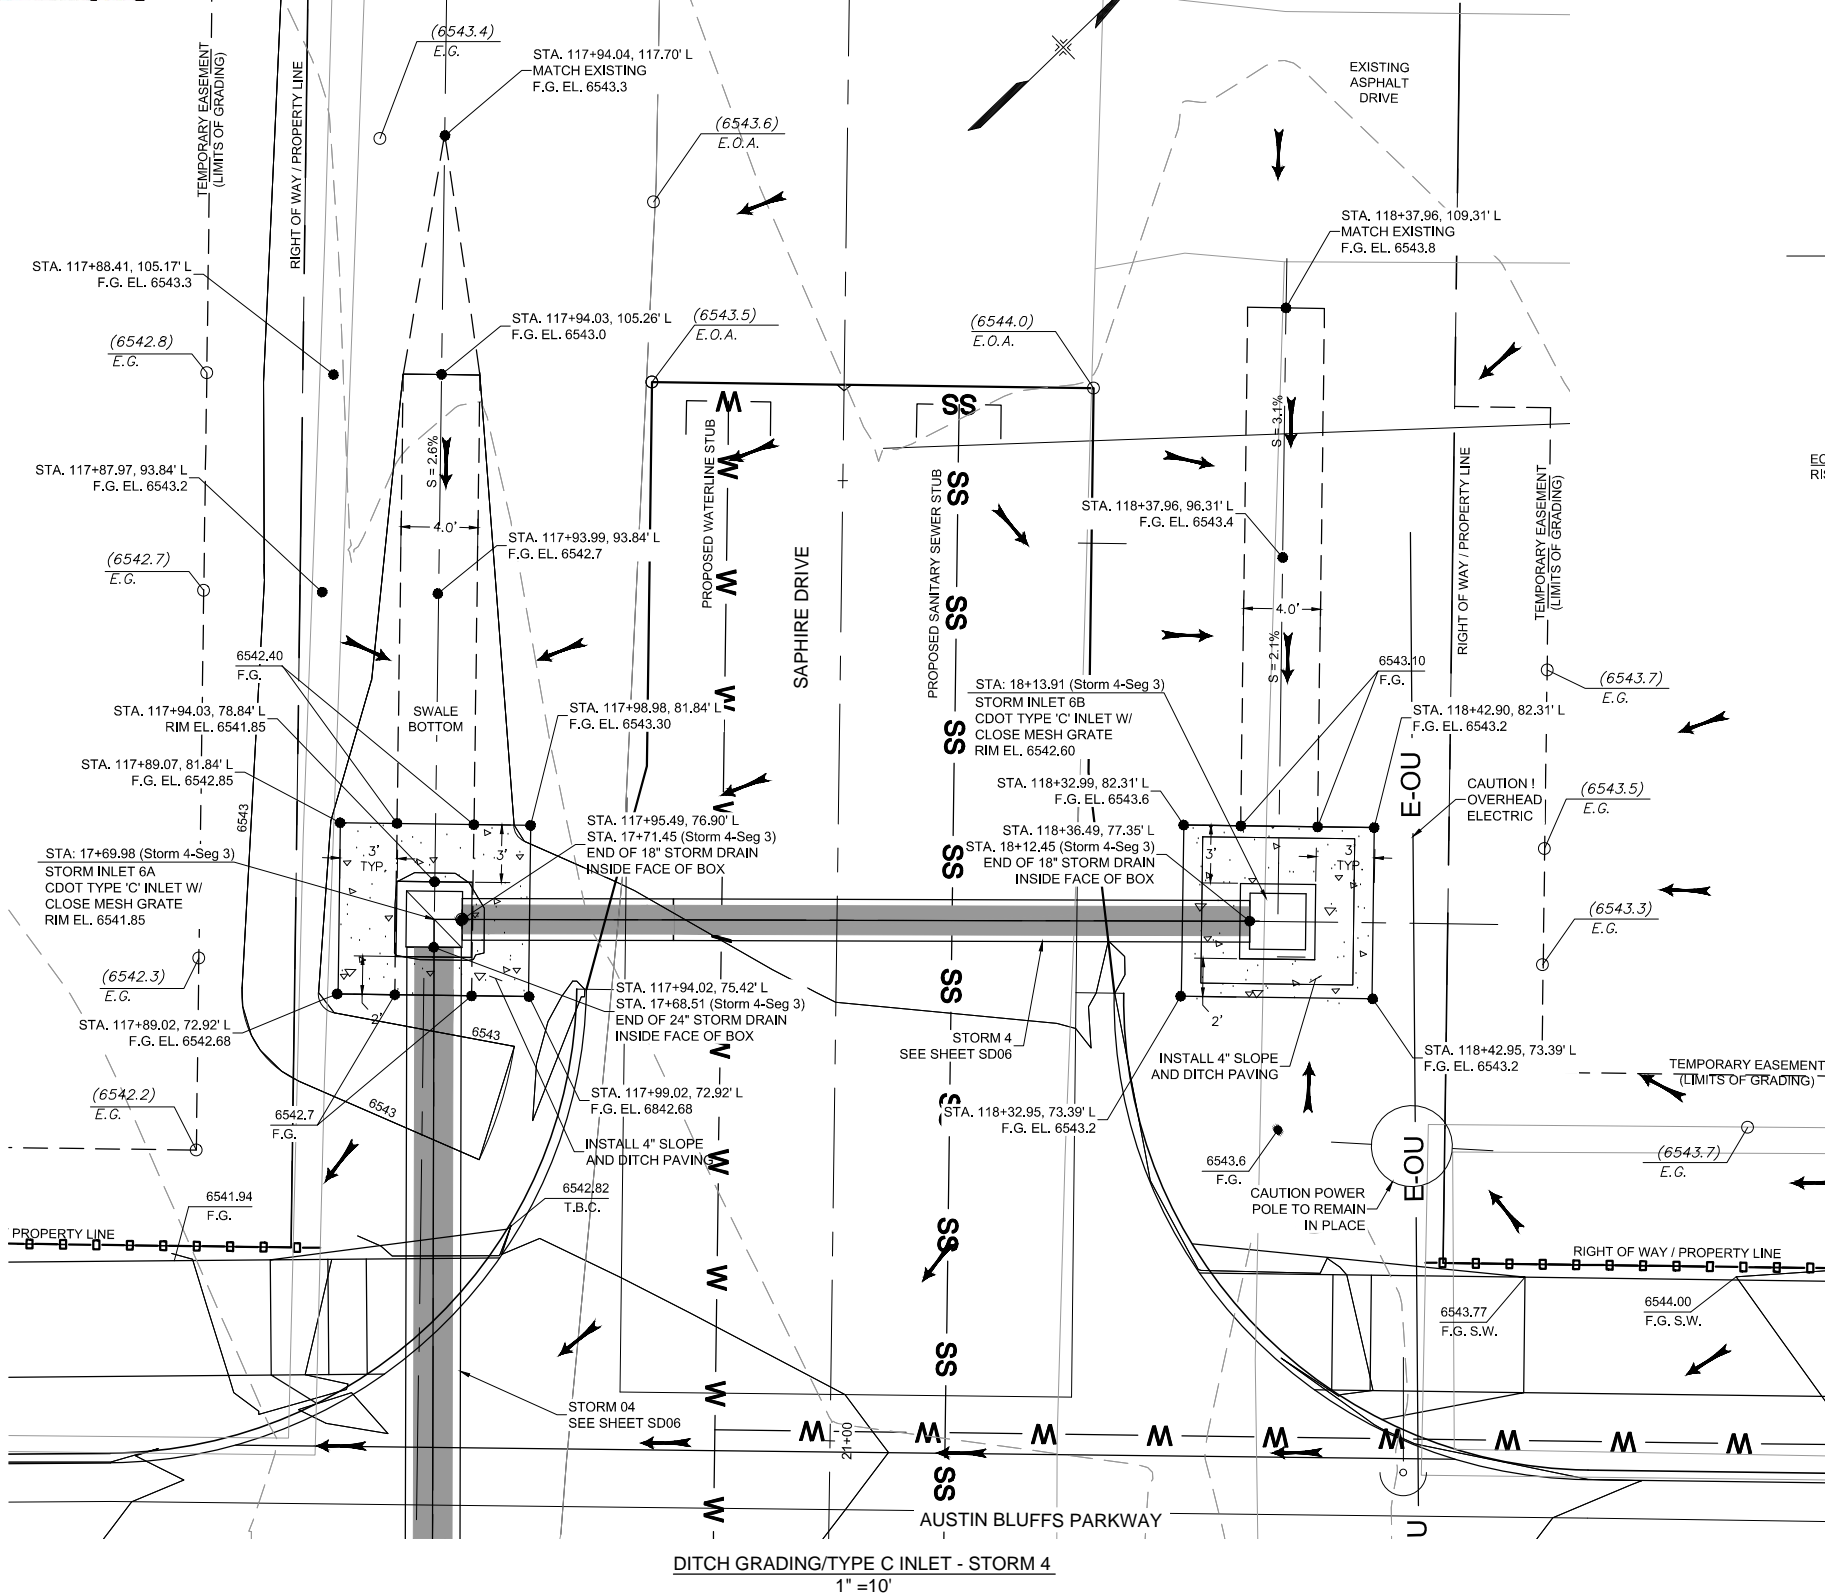 (6543.4)
E.G.
STA. 117+94.04, 117.70' L
MATCH EXISTING
F.G. EL. 6543.3
TEMPORARY EASEMENT
(LIMITS OF GRADING)
RIGHT OF WAY / PROPERTY LINE
(6543.6)
E.O.A.
EXISTING
ASPHALT
DRIVE
STA. 118+37.96, 109.31' L
MATCH EXISTING
F.G. EL. 6543.8
STA. 117+88.41, 105.17' L
F.G. EL. 6543.3
STA. 117+94.03, 105.26' L
F.G. EL. 6543.0
(6543.5)
E.O.A.
(6544.0)
E.O.A.
(6542.8)
E.G.
W
SS
S = 2.6%
S = 3.1%
PROPOSED WATERLINE STUB
PROPOSED SANITARY SEWER STUB
RIGHT OF WAY / PROPERTY LINE
TEMPORARY EASEMENT
(LIMITS OF GRADING)
STA. 117+87.97, 93.84' L
F.G. EL. 6543.2
4.0'
STA. 117+93.99, 93.84' L
F.G. EL. 6542.7
STA. 118+37.96, 96.31' L
F.G. EL. 6543.4
W
SS
(6542.7)
E.G.
W
SS
SAPHIRE DRIVE
4.0'
S = 2.1%
6542.40
F.G.
6543.10
F.G.
(6543.7)
E.G.
STA. 117+94.03, 78.84' L
RIM EL. 6541.85
SWALE
BOTTOM
STA. 117+98.98, 81.84' L
F.G. EL. 6543.30
W
STA: 18+13.91 (Storm 4-Seg 3)
STORM INLET 6B
CDOT TYPE 'C' INLET W/
CLOSE MESH GRATE
RIM EL. 6542.60
SS
STA. 118+42.90, 82.31' L
F.G. EL. 6543.2
STA. 117+89.07, 81.84' L
F.G. EL. 6542.85
STA. 118+32.99, 82.31' L
F.G. EL. 6543.6
E-OU
CAUTION !
OVERHEAD
ELECTRIC
(6543.5)
E.G.
6543
W
STA. 117+95.49, 76.90' L
STA. 17+71.45 (Storm 4-Seg 3)
END OF 18" STORM DRAIN
INSIDE FACE OF BOX
STA. 118+36.49, 77.35' L
STA. 18+12.45 (Storm 4-Seg 3)
END OF 18" STORM DRAIN
INSIDE FACE OF BOX
SS
STA: 17+69.98 (Storm 4-Seg 3)
STORM INLET 6A
CDOT TYPE 'C' INLET W/
CLOSE MESH GRATE
RIM EL. 6541.85
3'
TYP.
3'
3'
3'
TYP.
(6543.3)
E.G.
(6542.3)
E.G.
STA. 117+94.02, 75.42' L
STA. 17+68.51 (Storm 4-Seg 3)
END OF 24" STORM DRAIN
INSIDE FACE OF BOX
SS
2'
2'
STA. 117+89.02, 72.92' L
F.G. EL. 6542.68
6543
STORM 4
SEE SHEET SD06
INSTALL 4" SLOPE
AND DITCH PAVING
STA. 118+42.95, 73.39' L
F.G. EL. 6543.2
TEMPORARY EASEMENT
(LIMITS OF GRADING)
(6542.2)
E.G.
6543
6542.7
F.G.
W
STA. 117+99.02, 72.92' L
F.G. EL. 6842.68
STA. 118+32.95, 73.39' L
F.G. EL. 6543.2
INSTALL 4" SLOPE
AND DITCH PAVING
W
6543.6
F.G.
E-OU
(6543.7)
E.G.
6541.94
F.G.
6542.82
T.B.C.
CAUTION POWER
POLE TO REMAIN
IN PLACE
PROPERTY LINE
SS
RIGHT OF WAY / PROPERTY LINE
W
6543.77
F.G. S.W.
6544.00
F.G. S.W.
SS
STORM 04
SEE SHEET SD06
W
21+00
W W W W W W W W W
SS
W
U
AUSTIN BLUFFS PARKWAY
DITCH GRADING/TYPE C INLET - STORM 4
1" =10'